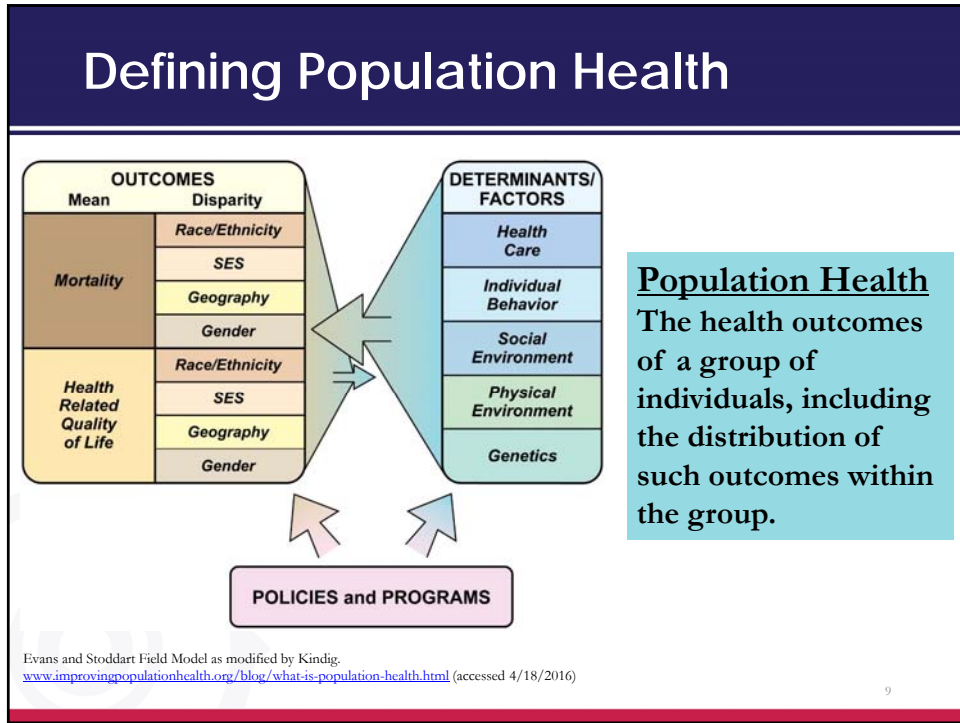 Defining Population Health
OUTCOMES
Mean Disparity
Mortality
Race/Ethnicity
SES
Geography
Gender
Health
Related
Quality
of Life
Race/Ethnicity
SES
Geography
Gender
DETERMINANTS/
FACTORS
Health
Care
Individual
Behavior
Social
Environment
Physical
Environment
Genetics
Population Health
The health outcomes
of a group of
individuals, including
the distribution of
such outcomes within
the group.
POLICIES and PROGRAMS
Evans and Stoddart Field Model as modified by Kindig.
www.improvingpopulationhealth.org/blog/what-is-population-health.html (accessed 4/18/2016)
9